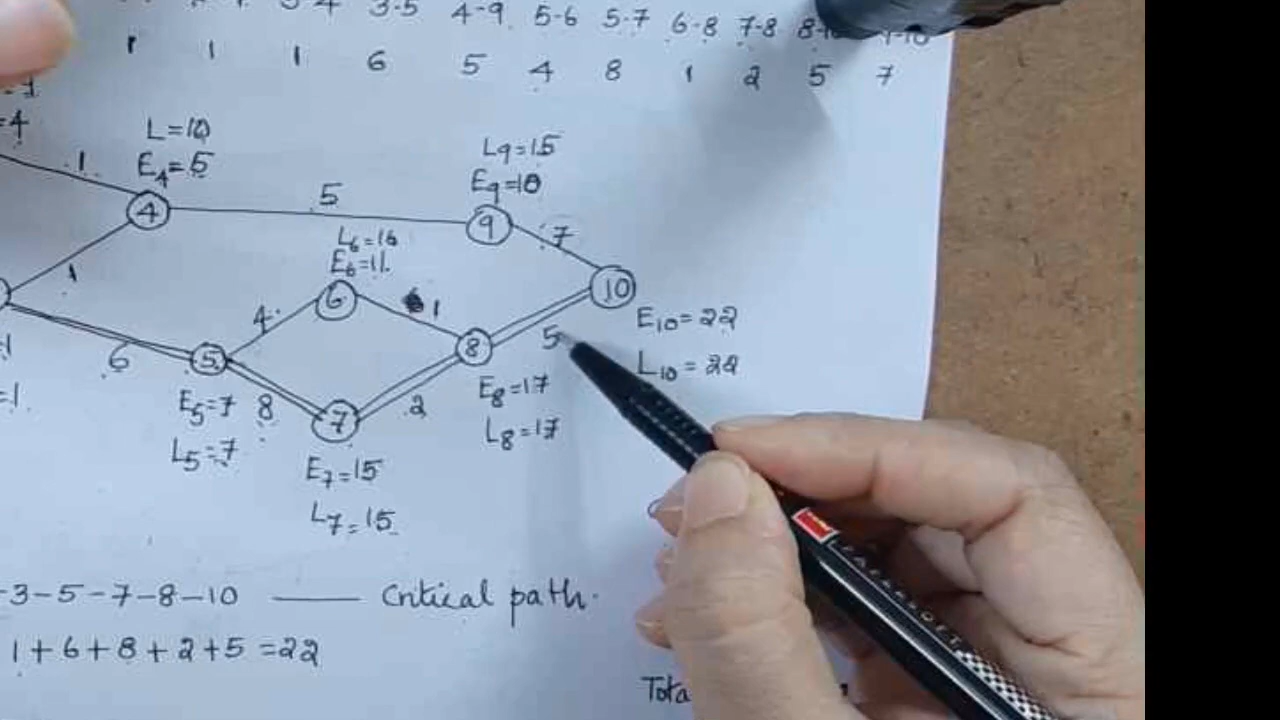 3-4 3-5 4-9 5-6 5-7 6-8 7-8
1 1 1 6 5 4 8 1 2 5 7
=4
L=10
E4=5
L9=15
E9=10
1
4
5
9
7
L6=16
E6=11
1
6
1
10
4
5
E10=22
L10=22
6
5
8
E8=17
L8=17
E5=7
8
7
2
L5=7
E7=15
L7=15
=1
-3-5-7-8-10 —— Critical path.
1+6+8+2+5=22